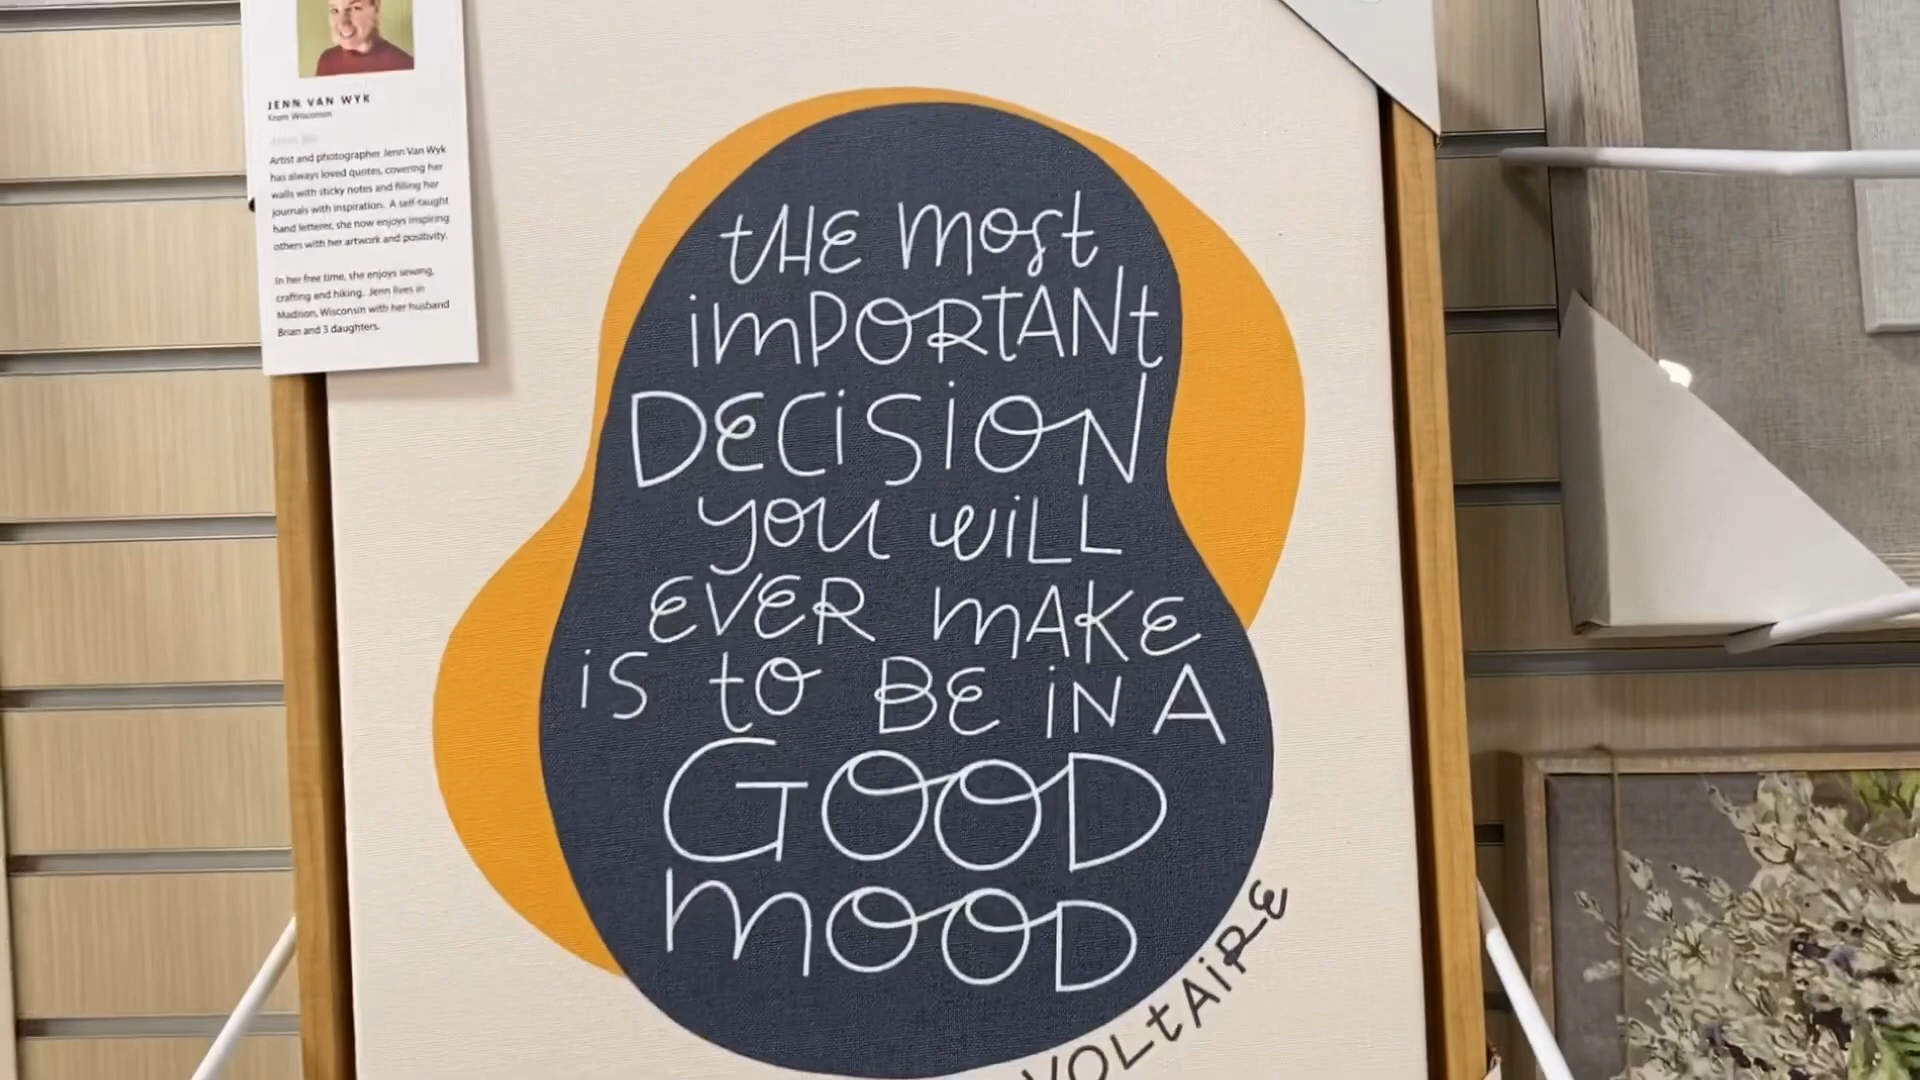 JENN VAN WYK
From Wisconsin
Artist and photographer Jenn Van Wyk
has always loved quotes, covering her
walls with sticky notes and filling her
journals with inspiration. A self-taught
hand letterer, she now enjoys inspiring
others with her artwork and positivity.
In her free time, she enjoys sewing,
crafting and hiking. Jenn lives in
Madison, Wisconsin with her husband
Brian and 3 daughters.
tHE most
imPORTANt
DECiSiON
you wiLL
EVER mAKE
iS to BE iN A
GOOD
mOOD
VOLtAiRE